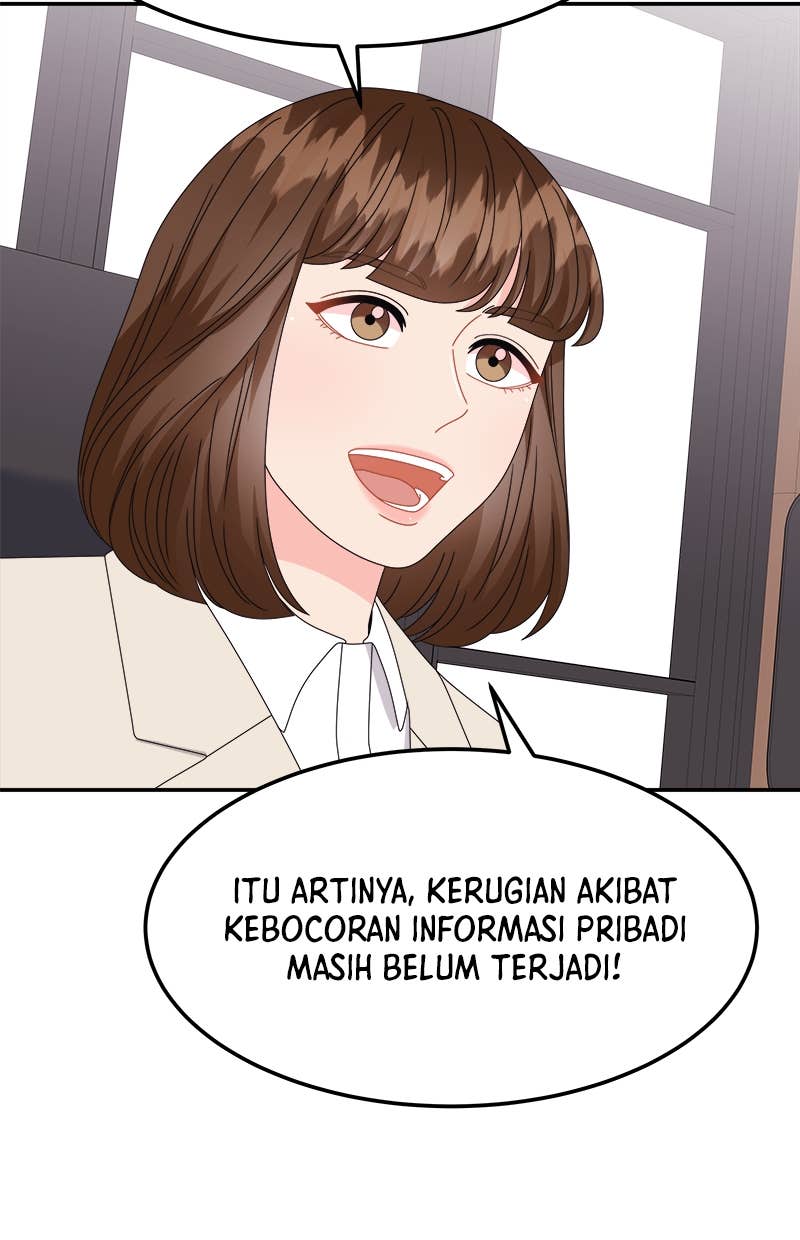 ITU ARTINYA, KERUGIAN AKIBAT
KEBOCORAN INFORMASI PRIBADI
MASIH BELUM TERJADI!